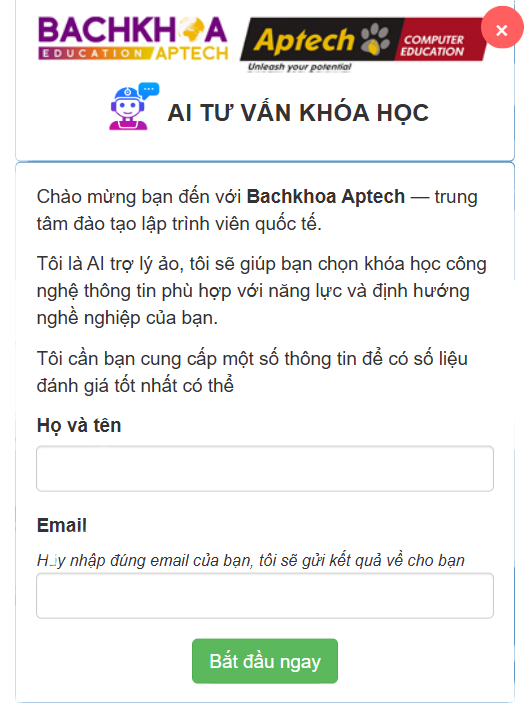 BACHKHOA
EDUCATION APTECH
Aptech COMPUTER EDUCATION
Unleash your potential
×
AI TƯ VẤN KHÓA HỌC
Chào mừng bạn đến với Bachkhoa Aptech — trung
tâm đào tạo lập trình viên quốc tế.
Tôi là AI trợ lý ảo, tôi sẽ giúp bạn chọn khóa học công
nghệ thông tin phù hợp với năng lực và định hướng
nghề nghiệp của bạn.
Tôi cần bạn cung cấp một số thông tin để có số liệu
đánh giá tốt nhất có thể
Họ và tên
Email
nhập đúng email của bạn, tôi sẽ gửi kết quả về cho bạn
Bắt đầu ngay